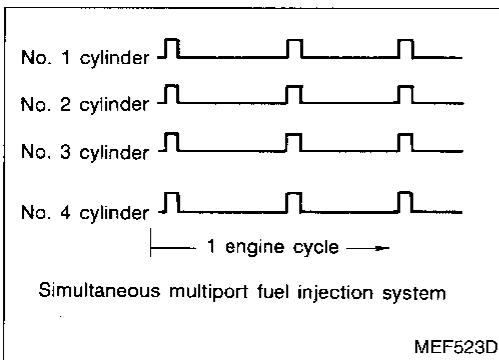 No. 1 cylinder
No. 2 cylinder
No. 3 cylinder
No. 4 cylinder
1 engine cycle
Simultaneous multiport fuel injection system
MEF523D